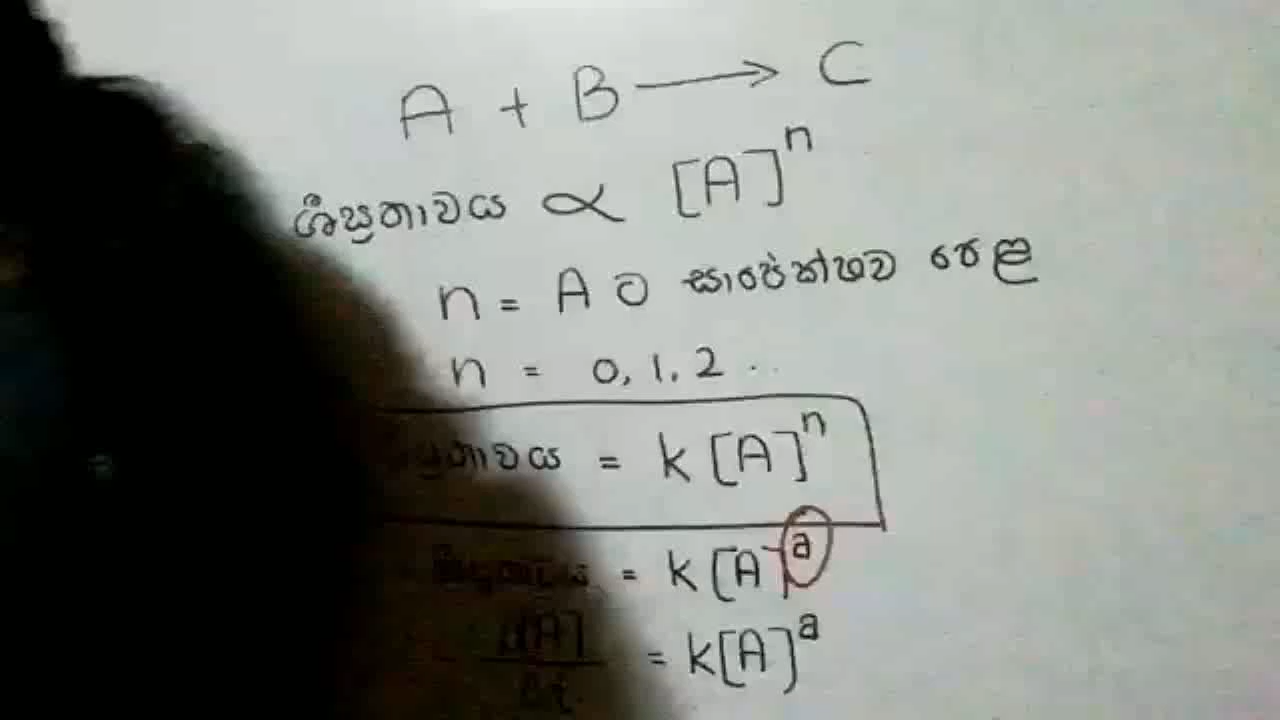 A + B → C
ශීඝ්‍රතාවය ∝ [A]ⁿ
n = A ට සාපේක්ෂව පෙළ
n = 0, 1, 2 ..
= k [A]ⁿ
= k [A]ᵃ
= k[A]ᵃ